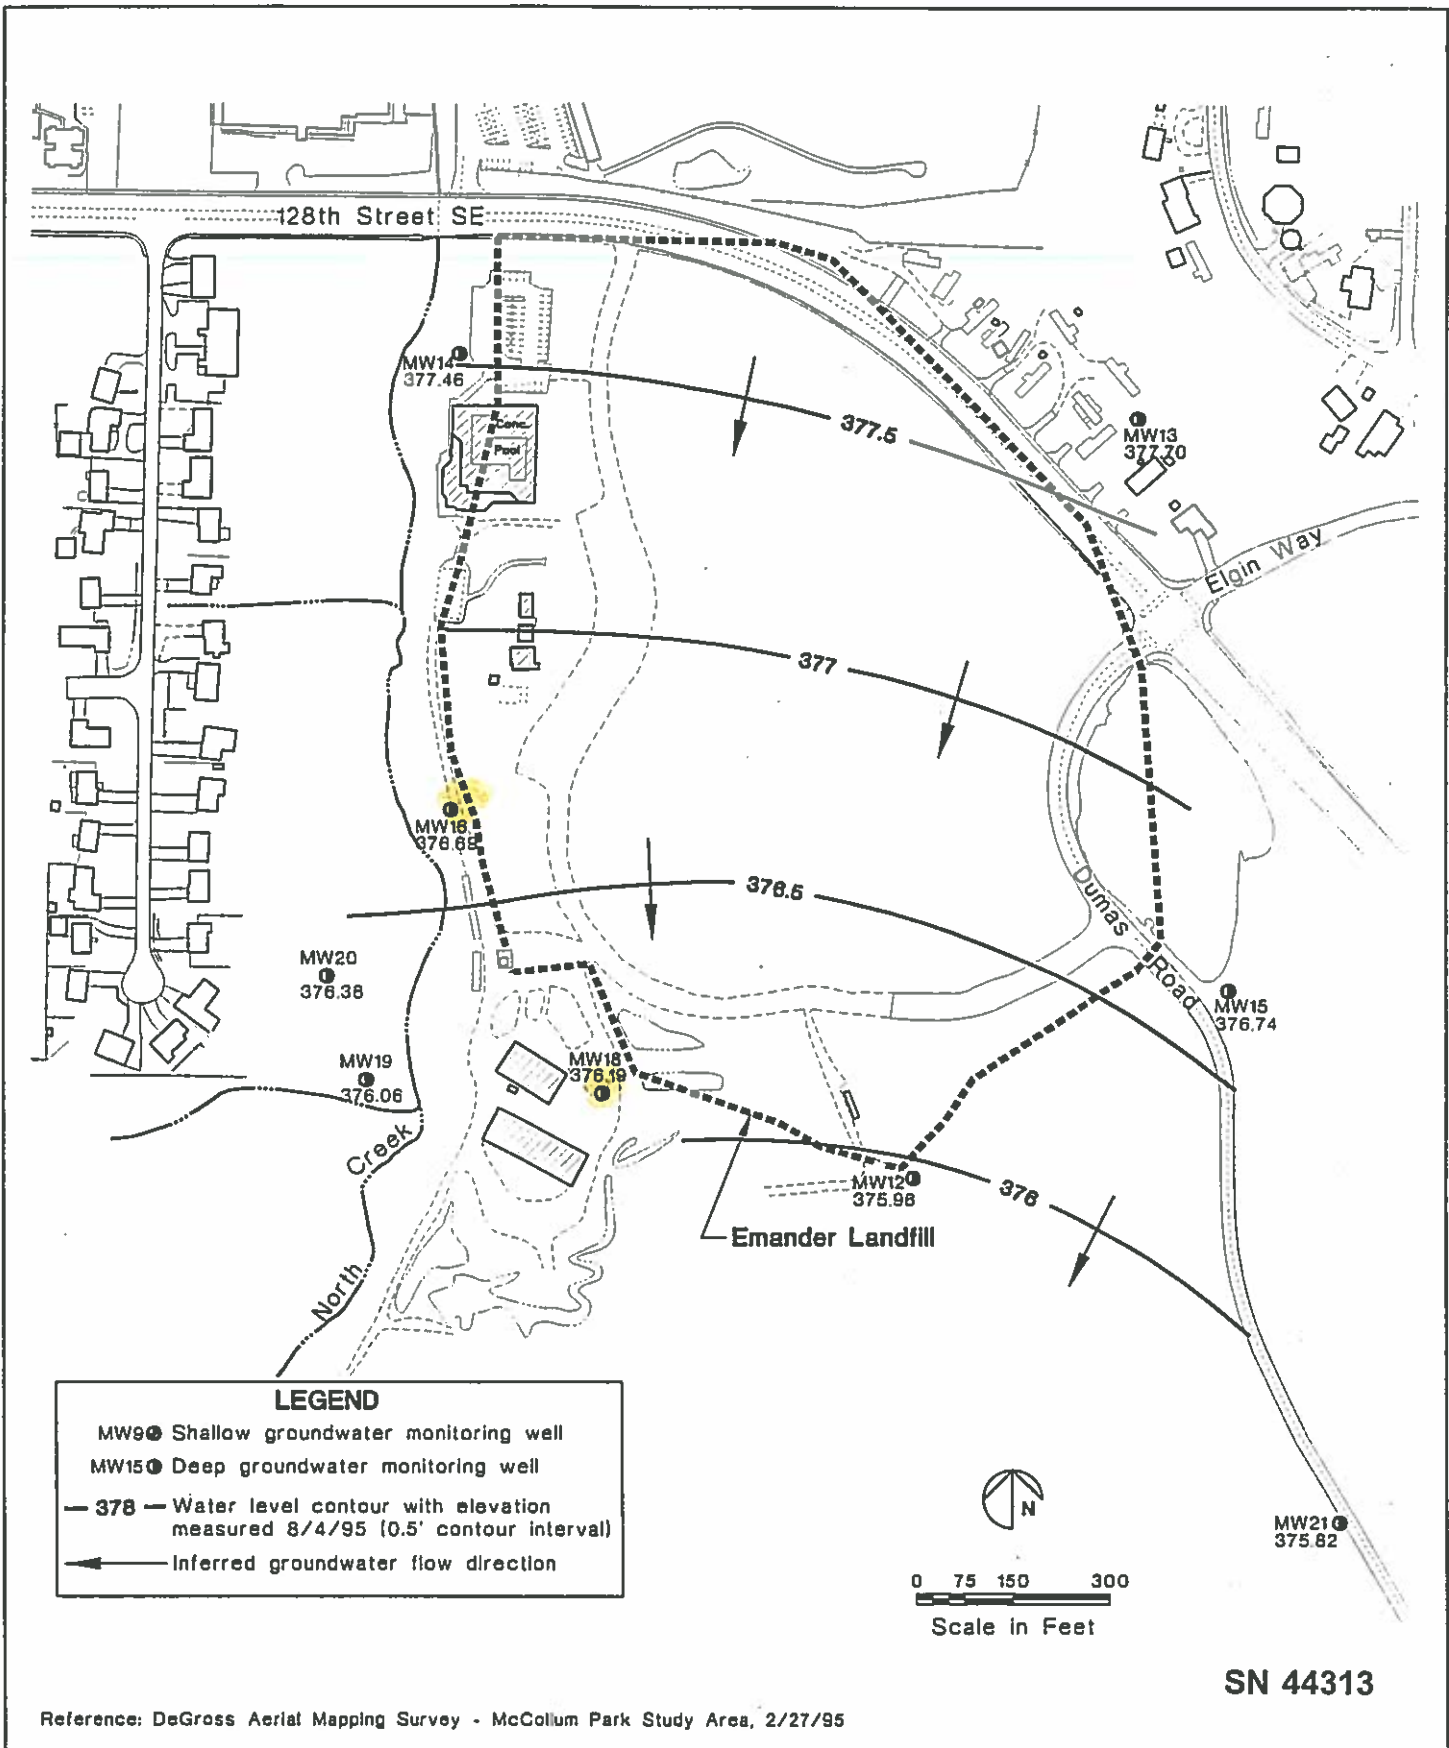 128th Street SE
MW14
377.46
Conc.
Pool
377.5
MW13
377.70
Elgin Way
377
MW16
376.68
376.5
Dumas
Road
MW20
376.38
MW15
376.74
MW19
376.06
MW18
376.19
Creek
North
MW12
375.96
376
Emander Landfill
LEGEND
MW9 Shallow groundwater monitoring well
MW15 Deep groundwater monitoring well
378 Water level contour with elevation
measured 8/4/95 (0.5' contour interval)
Inferred groundwater flow direction
N
MW21
375.82
0 75 150 300
Scale in Feet
SN 44313
Reference: DeGross Aerial Mapping Survey - McCollum Park Study Area, 2/27/95